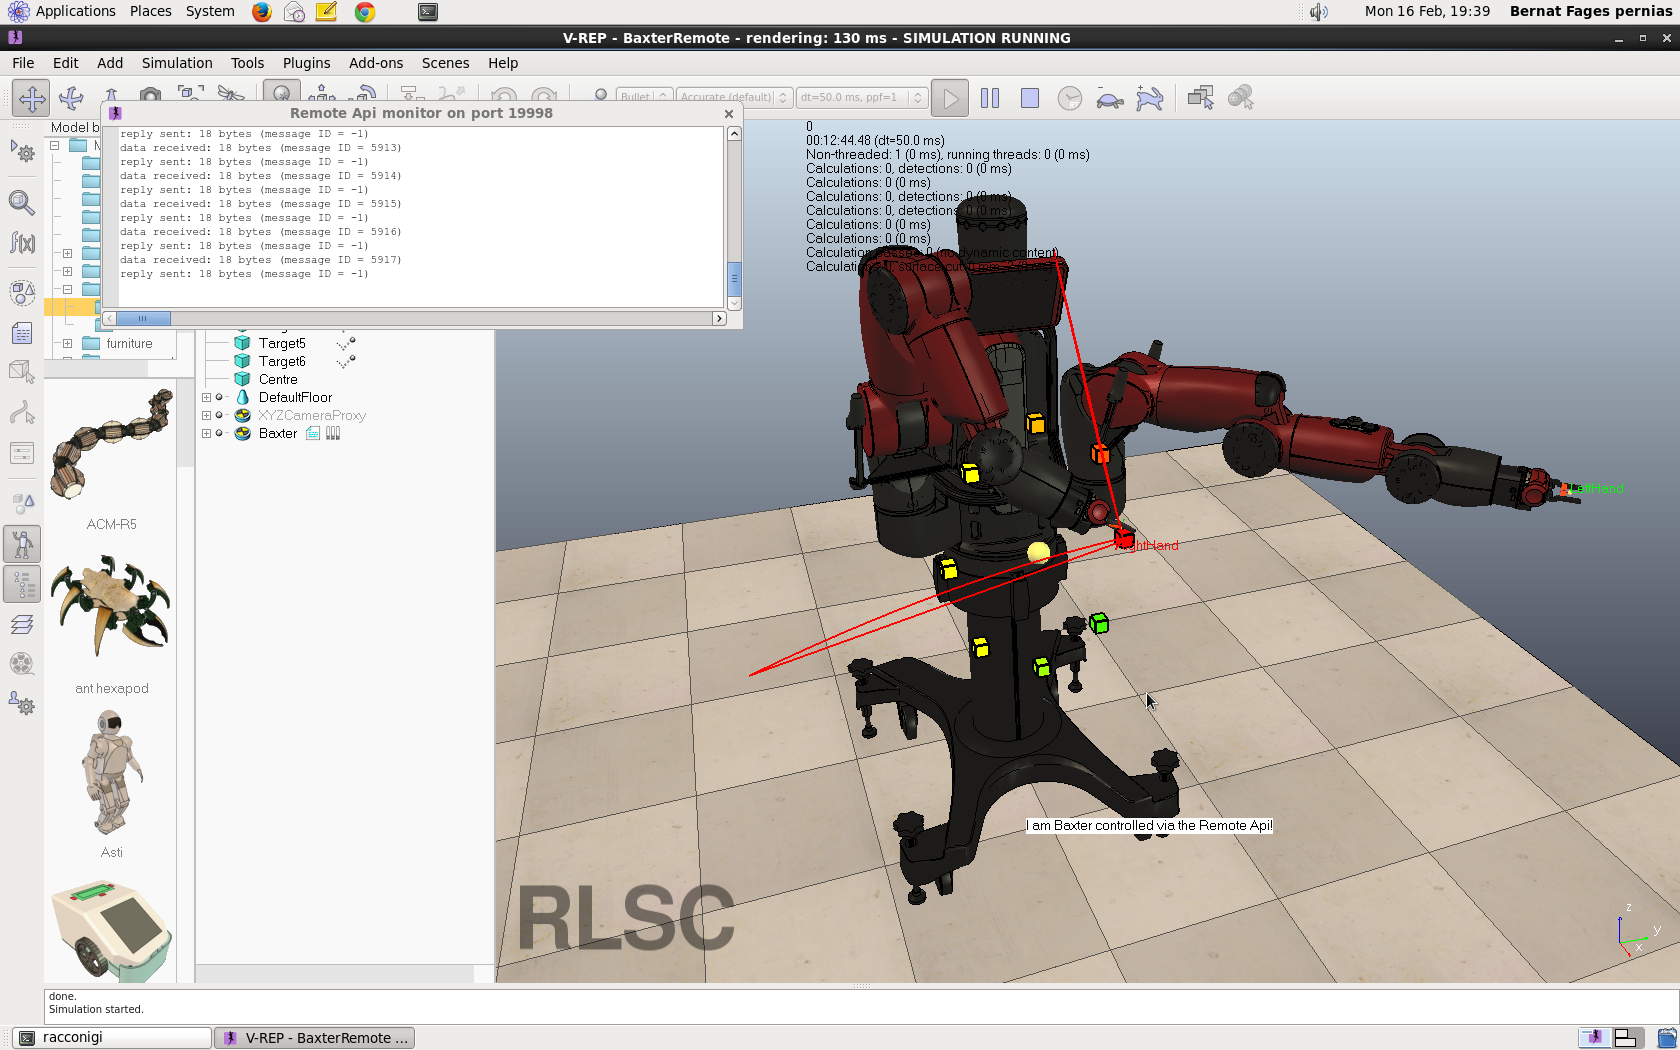 Applications Places System
Mon 16 Feb, 19:39 Bernat Fages pernias
V-REP - BaxterRemote - rendering: 130 ms - SIMULATION RUNNING
File Edit Add Simulation Tools Plugins Add-ons Scenes Help
Bullet Accurate (default) dt=50.0 ms, ppf=1
Remote Api monitor on port 19998
Model b
reply sent: 18 bytes (message ID = -1)
data received: 18 bytes (message ID = 5913)
reply sent: 18 bytes (message ID = -1)
data received: 18 bytes (message ID = 5914)
reply sent: 18 bytes (message ID = -1)
data received: 18 bytes (message ID = 5915)
reply sent: 18 bytes (message ID = -1)
data received: 18 bytes (message ID = 5916)
reply sent: 18 bytes (message ID = -1)
data received: 18 bytes (message ID = 5917)
reply sent: 18 bytes (message ID = -1)
furniture
ACM-R5
ant hexapod
Asti
Target5
Target6
Centre
DefaultFloor
XYZCameraProxy
Baxter
0
00:12:44.48 (dt=50.0 ms)
Non-threaded: 1 (0 ms), running threads: 0 (0 ms)
Calculations: 0, detections: 0 (0 ms)
Calculations: 0 (0 ms)
Calculations: 0, detections: 0 (0 ms)
Calculations: 0, detections: 0 (0 ms)
Calculations: 0 (0 ms)
Calculations: 0 (0 ms)
Calculation passes: 0 (no dynamic content)
Calculations: 0, surface cut: 0 (0 ms)
LeftHand
RightHand
I am Baxter controlled via the Remote Api!
RLSC
z
y
x
done.
Simulation started.
racconigi
V-REP - BaxterRemote ...